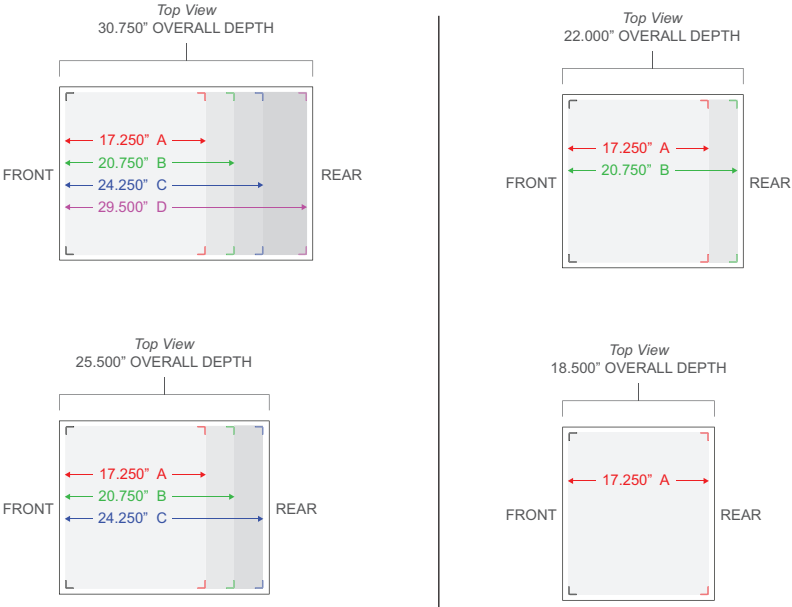 Top View
30.750” OVERALL DEPTH
17.250” A
20.750” B
24.250” C
29.500” D
FRONT
REAR
Top View
25.500” OVERALL DEPTH
17.250” A
20.750” B
24.250” C
FRONT
REAR
Top View
22.000” OVERALL DEPTH
17.250” A
20.750” B
FRONT
REAR
Top View
18.500” OVERALL DEPTH
17.250” A
FRONT
REAR